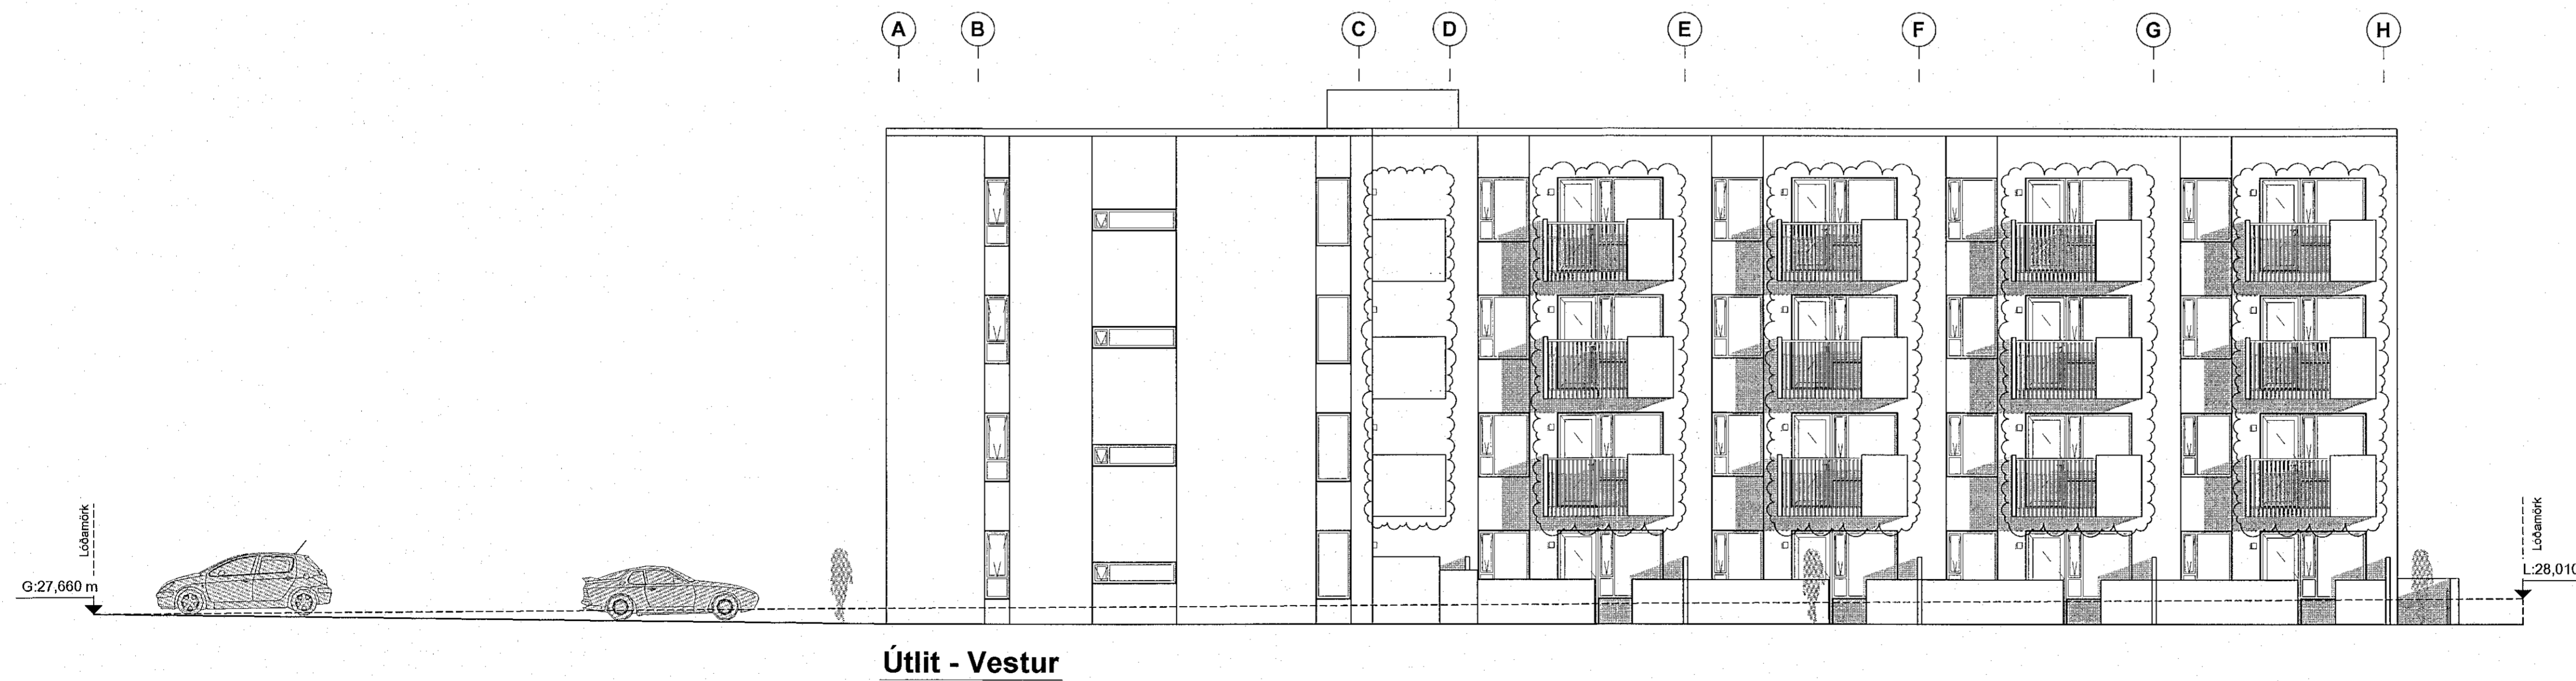 A B C D E F G H
Lóðamörk
G:27,660 m
Lóðamörk
L:28,010
Útlit - Vestur